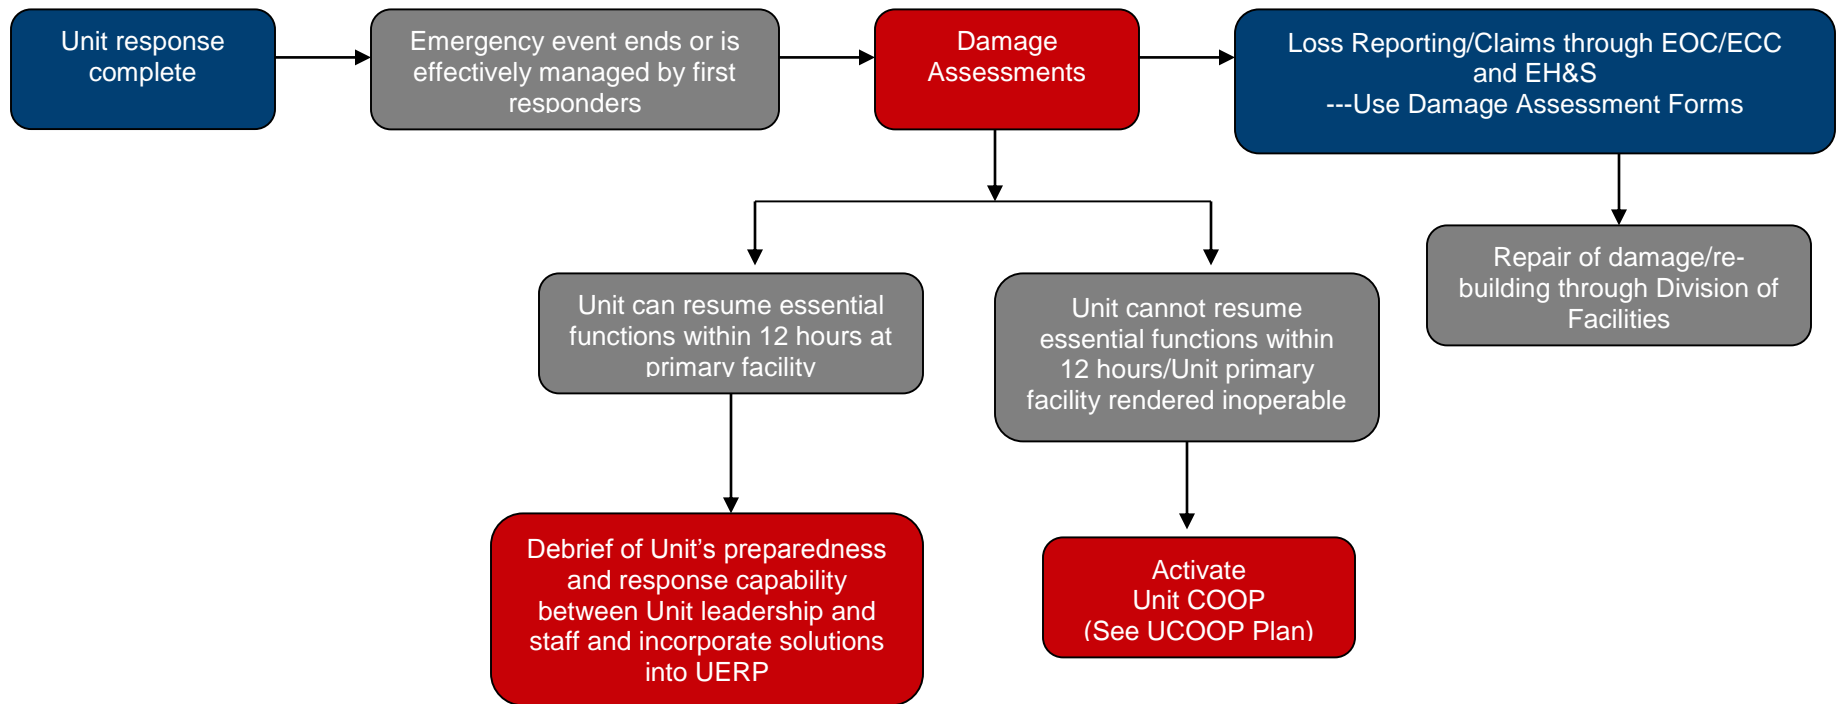 Unit response
complete
Emergency event ends or is
effectively managed by first
responders
Damage
Assessments
Loss Reporting/Claims through EOC/ECC
and EH&S
---Use Damage Assessment Forms
Repair of damage/re-
building through Division of
Facilities
Unit can resume essential
functions within 12 hours at
primary facility
Unit cannot resume
essential functions within
12 hours/Unit primary
facility rendered inoperable
Debrief of Unit’s preparedness
and response capability
between Unit leadership and
staff and incorporate solutions
into UERP
Activate
Unit COOP
(See UCOOP Plan)